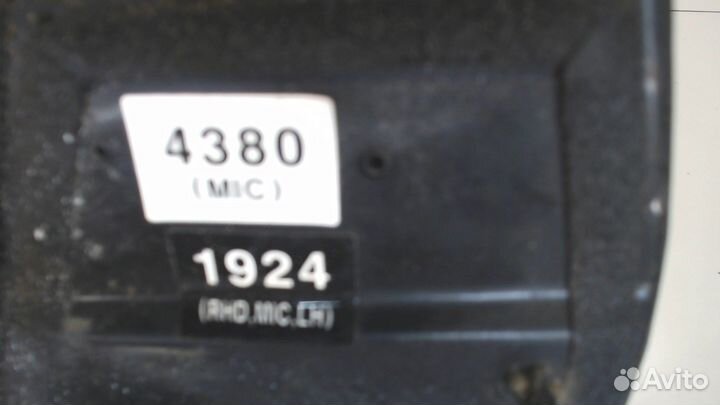 4380
(MIC)
1924
(RHD,MIC,LH)
Avito